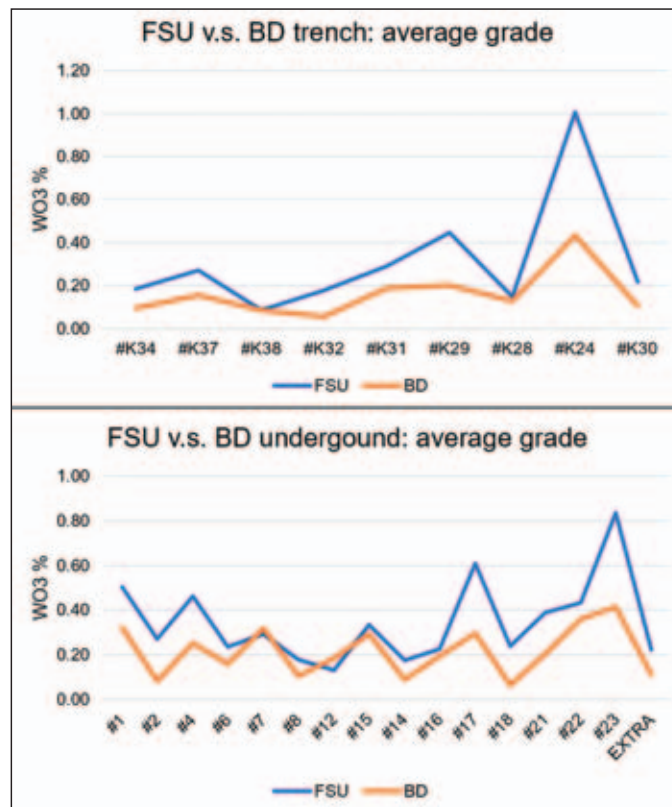 FSU v.s. BD trench: average grade
1.20
1.00
0.80
0.60
0.40
0.20
0.00
WO3 %
#K34 #K37 #K38 #K32 #K31 #K29 #K28 #K24 #K30
FSU BD
FSU v.s. BD undergound: average grade
1.00
0.80
0.60
0.40
0.20
0.00
WO3 %
#1 #2 #4 #6 #7 #8 #12 #15 #14 #16 #17 #18 #21 #22 #23 EXTRA
FSU BD